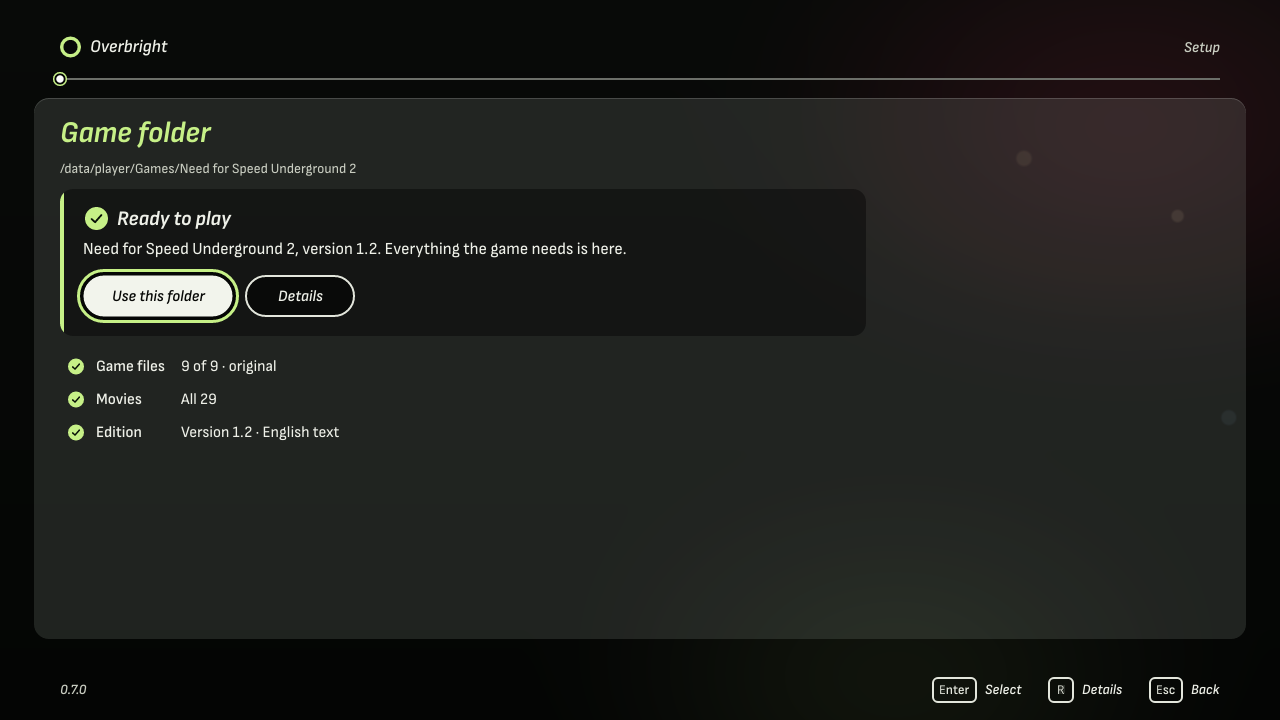 Overbright
Setup
Game folder
/data/player/Games/Need for Speed Underground 2
Ready to play
Need for Speed Underground 2, version 1.2. Everything the game needs is here.
Use this folder
Details
Game files 9 of 9 · original
Movies All 29
Edition Version 1.2 · English text
0.7.0
Enter Select R Details Esc Back